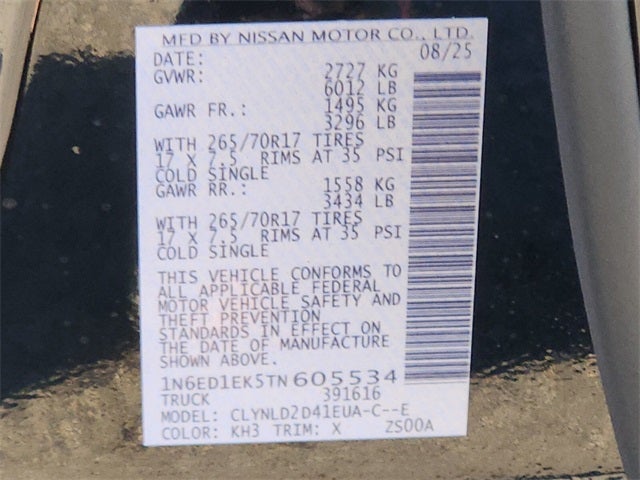 MFD BY NISSAN MOTOR CO., LTD.
DATE: 08/25
GVWR: 2727 KG
6012 LB
GAWR FR.: 1495 KG
3296 LB
WITH 265/70R17 TIRES
17 X 7.5 RIMS AT 35 PSI
COLD SINGLE
GAWR RR.: 1558 KG
3434 LB
WITH 265/70R17 TIRES
17 X 7.5 RIMS AT 35 PSI
COLD SINGLE
THIS VEHICLE CONFORMS TO
ALL APPLICABLE FEDERAL
MOTOR VEHICLE SAFETY AND
THEFT PREVENTION
STANDARDS IN EFFECT ON
THE DATE OF MANUFACTURE
SHOWN ABOVE.
1N6ED1EK5TN605534
TRUCK 391616
MODEL: CLYNLD2D41EUA-C--E
COLOR: KH3 TRIM: X ZS00A